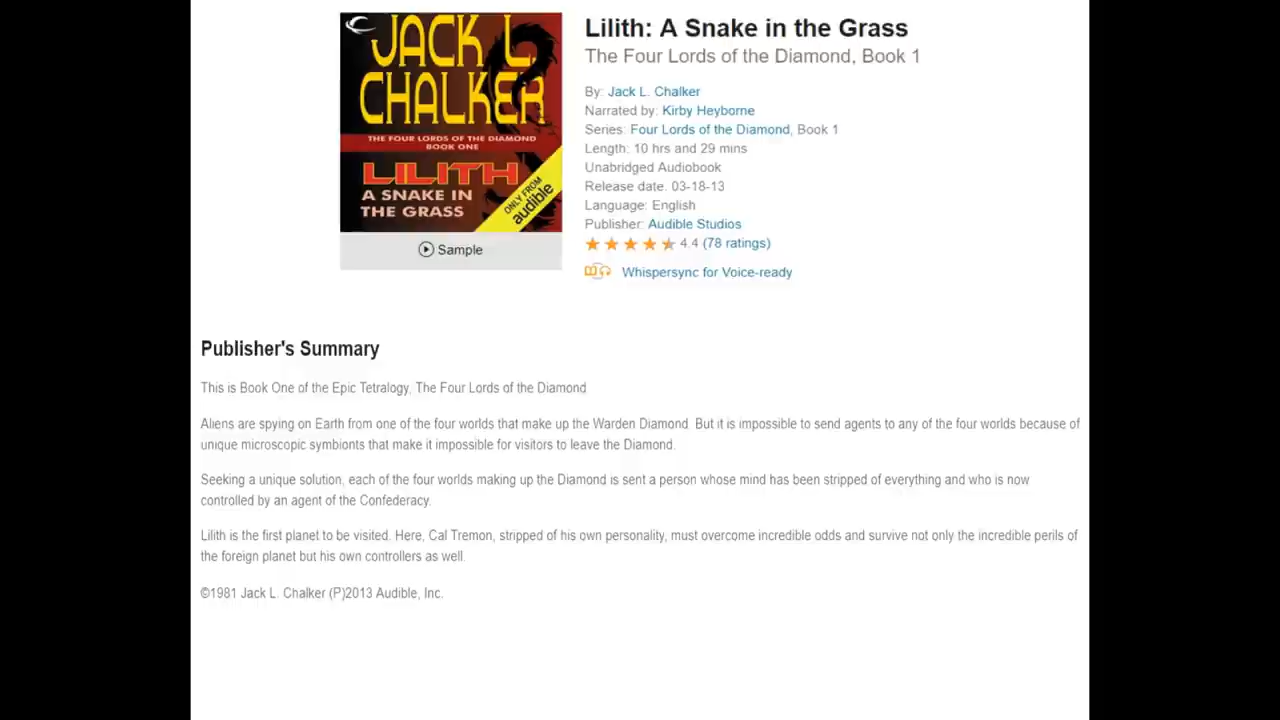 JACK L.
CHALKER
THE FOUR LORDS OF THE DIAMOND
BOOK ONE
LILITH
A SNAKE IN
THE GRASS
ONLY FROM
audible
Sample
Lilith: A Snake in the Grass
The Four Lords of the Diamond, Book 1
By: Jack L. Chalker
Narrated by: Kirby Heyborne
Series: Four Lords of the Diamond, Book 1
Length: 10 hrs and 29 mins
Unabridged Audiobook
Release date: 03-18-13
Language: English
Publisher: Audible Studios
4.4 (78 ratings)
Whispersync for Voice-ready
Publisher's Summary
This is Book One of the Epic Tetralogy, The Four Lords of the Diamond
Aliens are spying on Earth from one of the four worlds that make up the Warden Diamond. But it is impossible to send agents to any of the four worlds because of
unique microscopic symbionts that make it impossible for visitors to leave the Diamond.
Seeking a unique solution, each of the four worlds making up the Diamond is sent a person whose mind has been stripped of everything and who is now
controlled by an agent of the Confederacy.
Lilith is the first planet to be visited. Here, Cal Tremon, stripped of his own personality, must overcome incredible odds and survive not only the incredible perils of
the foreign planet but his own controllers as well.
©1981 Jack L. Chalker (P)2013 Audible, Inc.